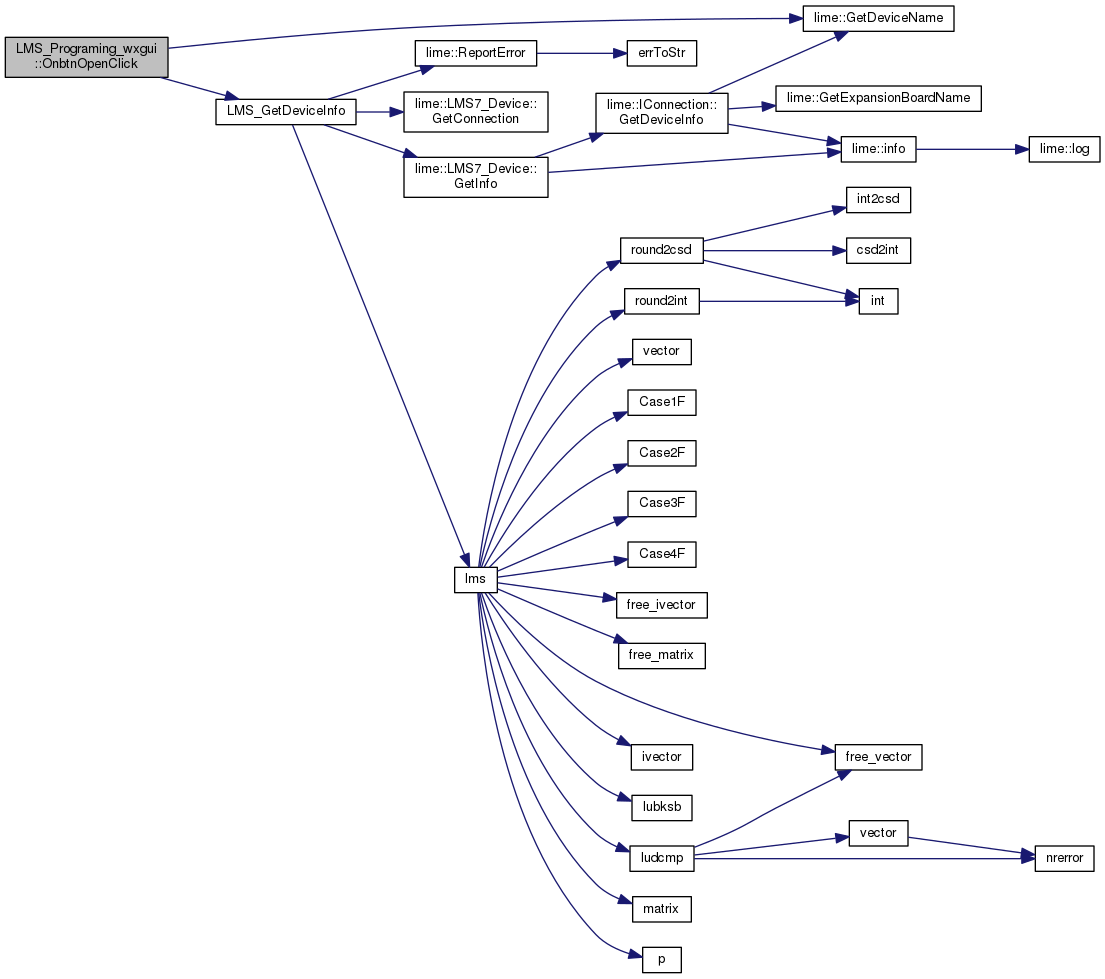 LMS_Programing_wxgui
::OnbtnOpenClick
lime::GetDeviceName
lime::ReportError
errToStr
LMS_GetDeviceInfo
lime::LMS7_Device::
GetConnection
lime::IConnection::
GetDeviceInfo
lime::GetExpansionBoardName
lime::LMS7_Device::
GetInfo
lime::info
lime::log
round2csd
int2csd
csd2int
round2int
int
vector
Case1F
Case2F
Case3F
Case4F
lms
free_ivector
free_matrix
ivector
free_vector
lubksb
ludcmp
vector
nrerror
matrix
p